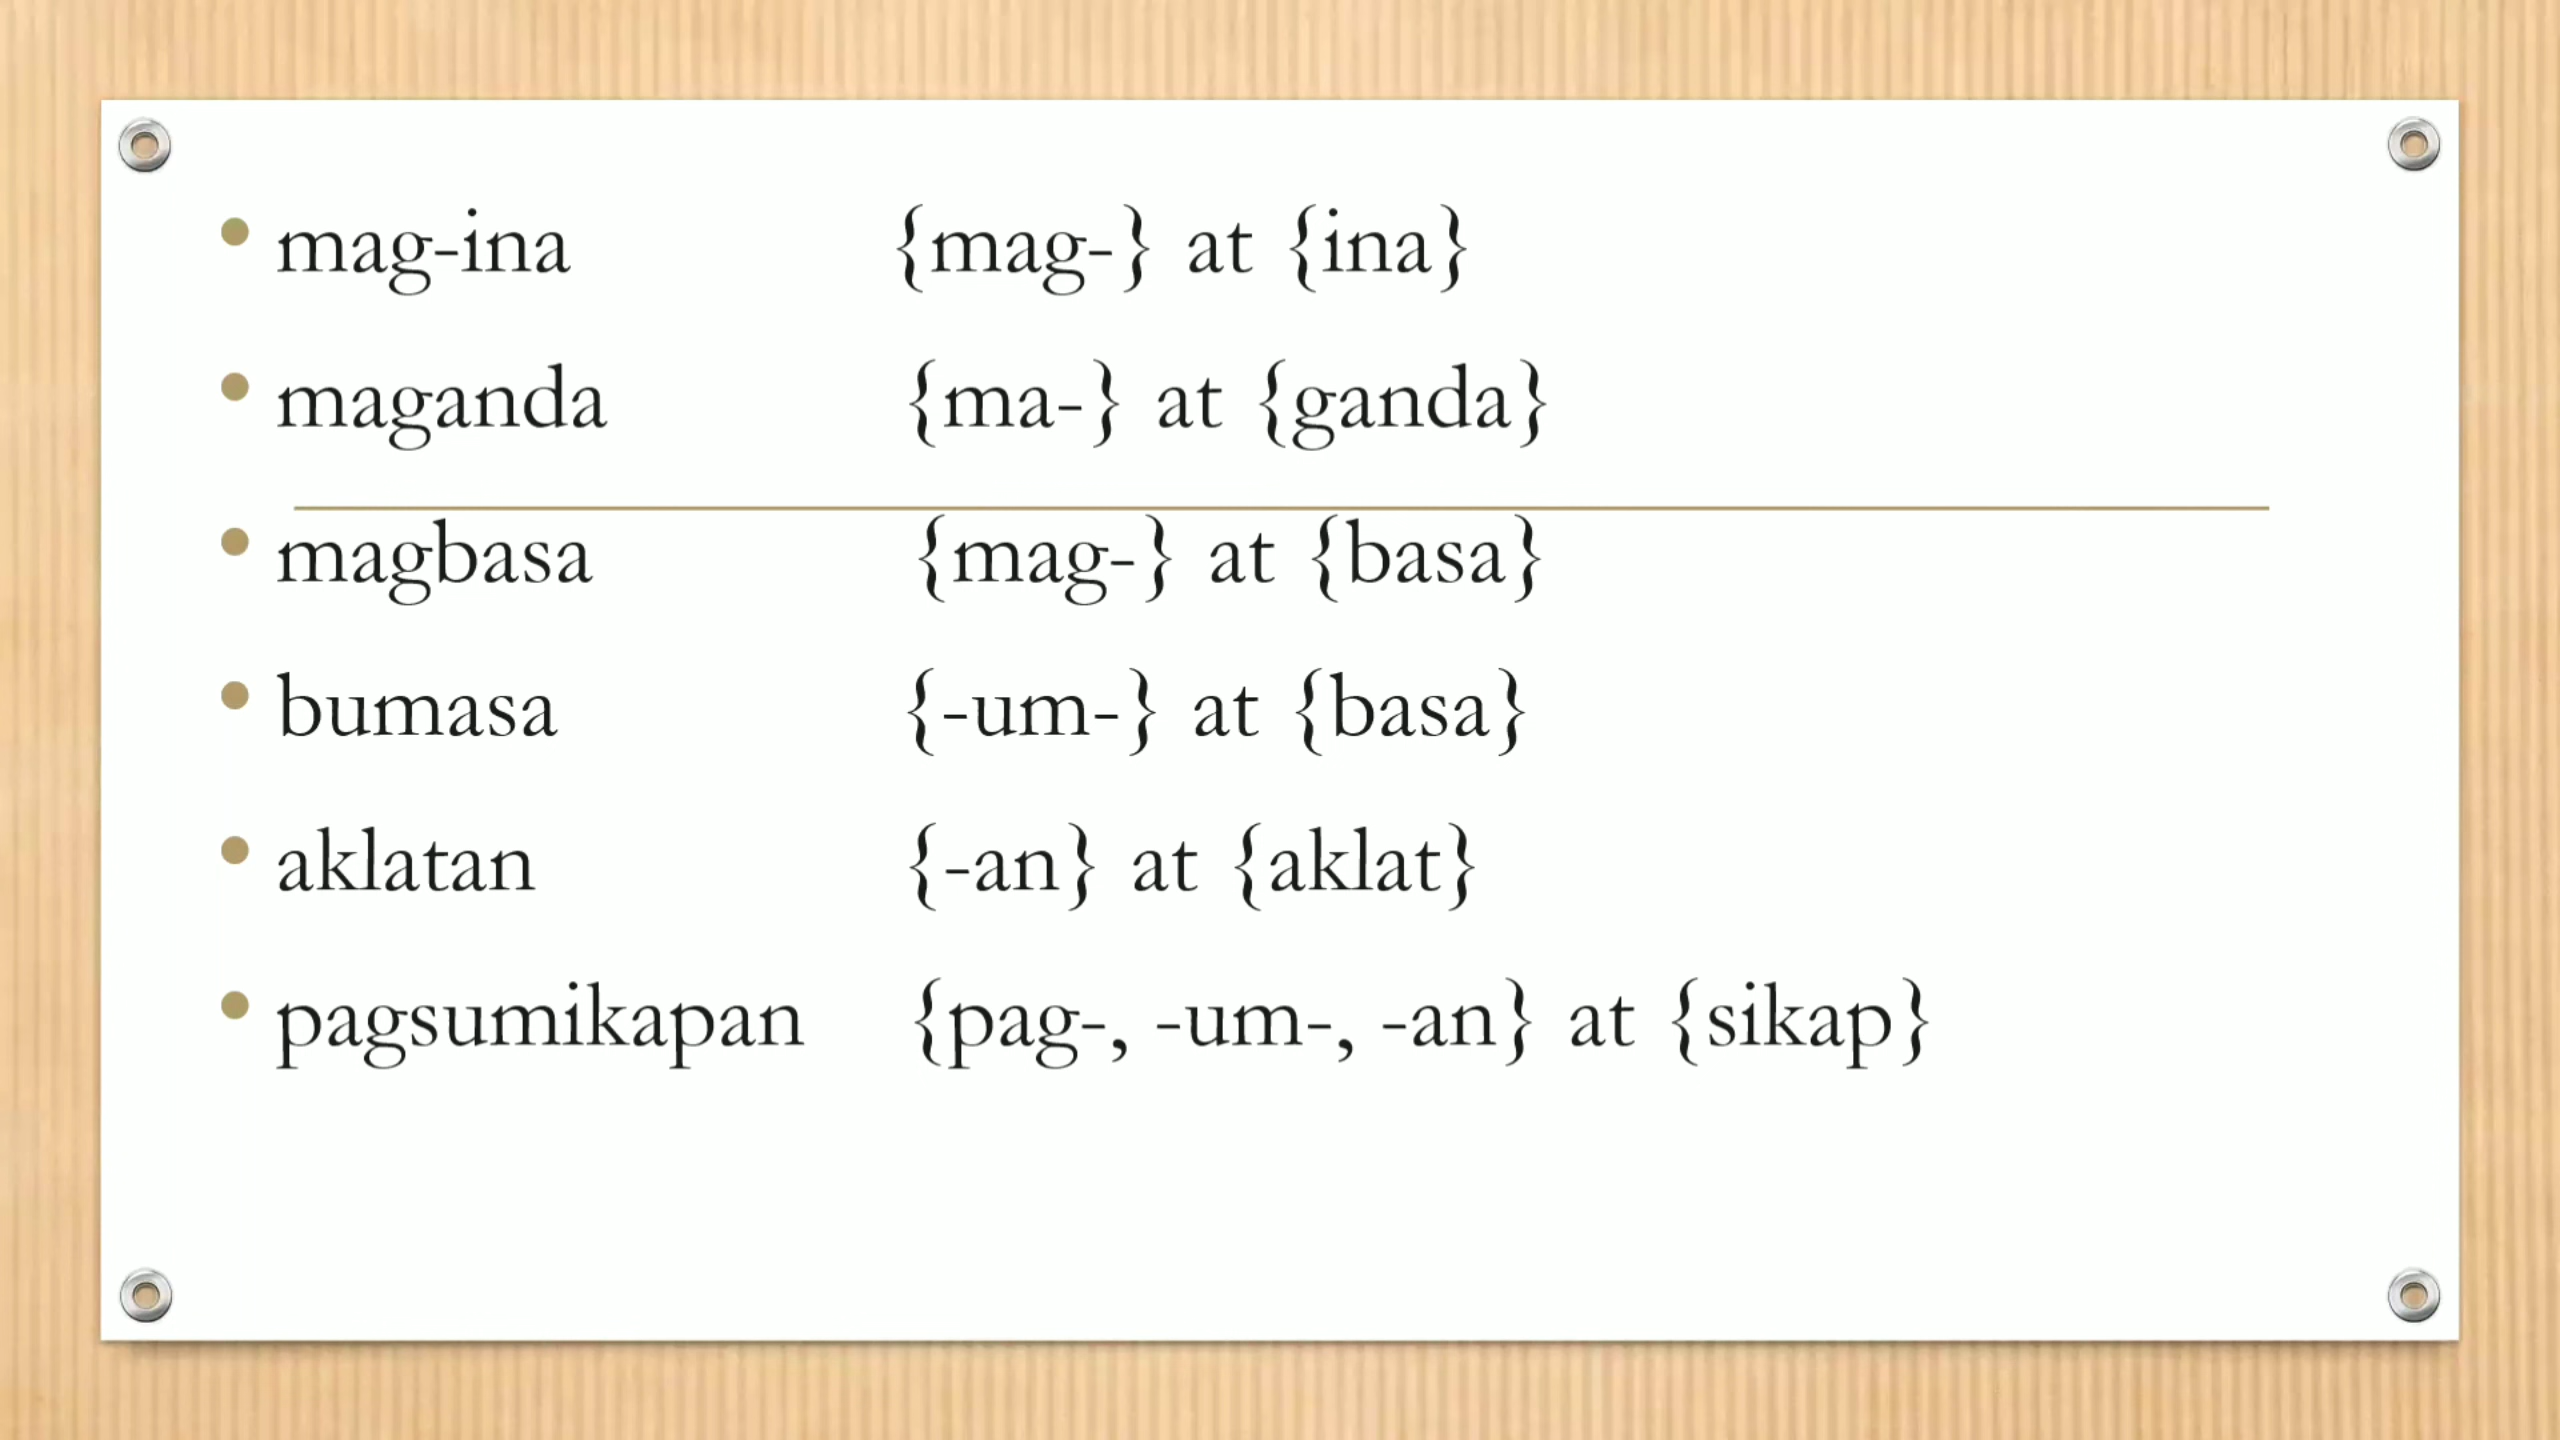 • mag-ina {mag-} at {ina}
• maganda {ma-} at {ganda}
• magbasa {mag-} at {basa}
• bumasa {-um-} at {basa}
• aklatan {-an} at {aklat}
• pagsumikapan {pag-, -um-, -an} at {sikap}